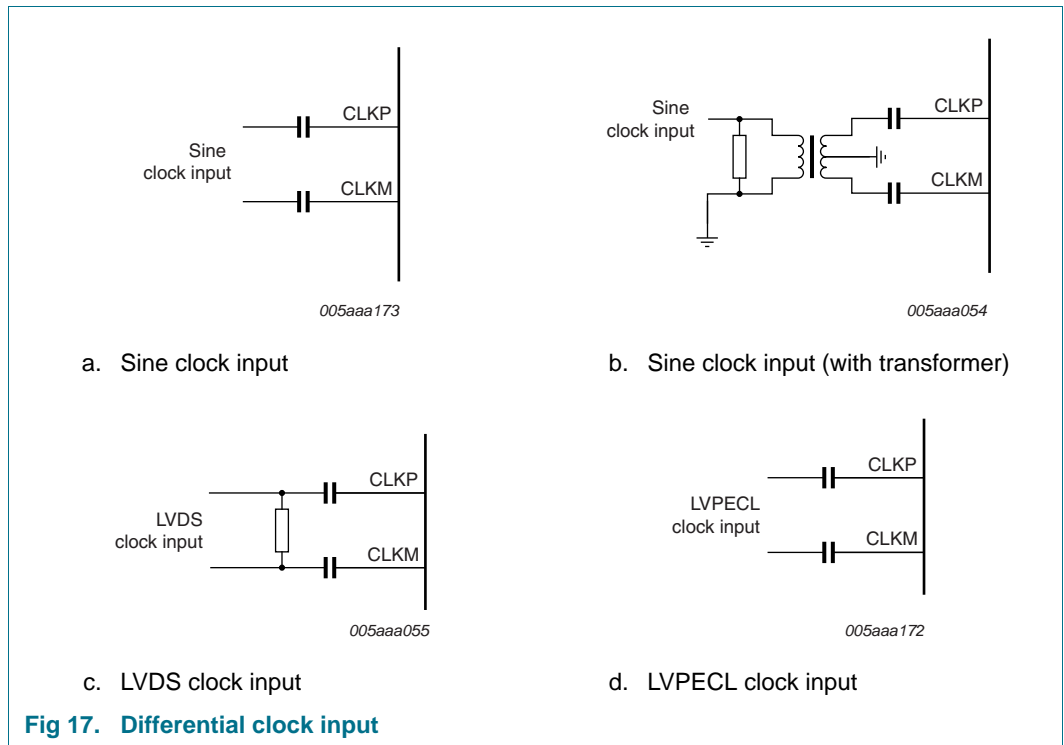 CLKP
Sine
clock input
CLKM
005aaa173
a. Sine clock input
Sine
clock input
CLKP
CLKM
005aaa054
b. Sine clock input (with transformer)
LVDS
clock input
CLKP
CLKM
005aaa055
c. LVDS clock input
CLKP
LVPECL
clock input
CLKM
005aaa172
d. LVPECL clock input
Fig 17. Differential clock input